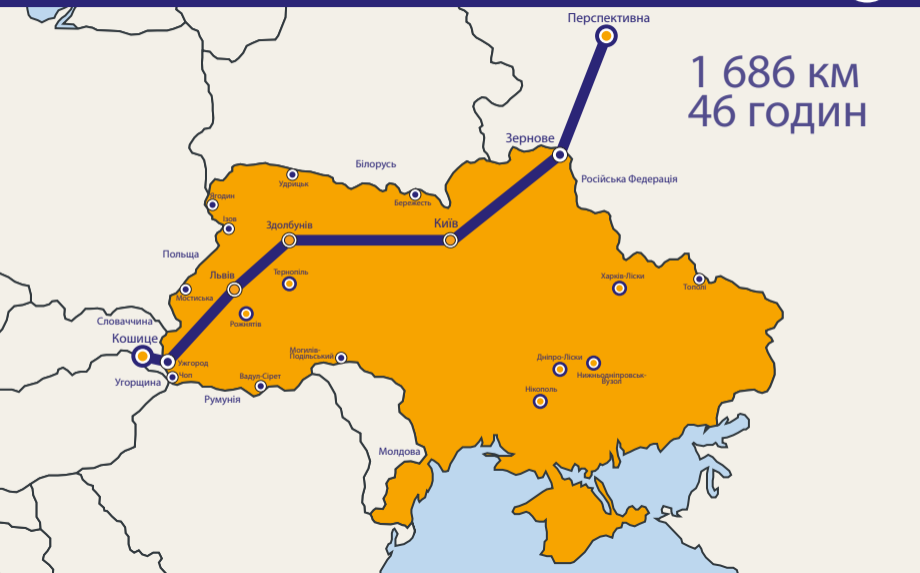 Перспективна
1 686 км
46 годин
Зернове
Білорусь
Російська Федерація
Удрицьк
Бережесть
Ягодин
Ізов
Здолбунів
Київ
Польща
Львів
Тернопіль
Харків-Ліски
Тополі
Мостиська
Рожнятів
Словаччина
Кошице
Ужгород
Чоп
Угорщина
Румунія
Вадул-Сірет
Могилів-
Подільський
Дніпро-Ліски
Нижньодніпровськ-
Вузол
Нікополь
Молдова